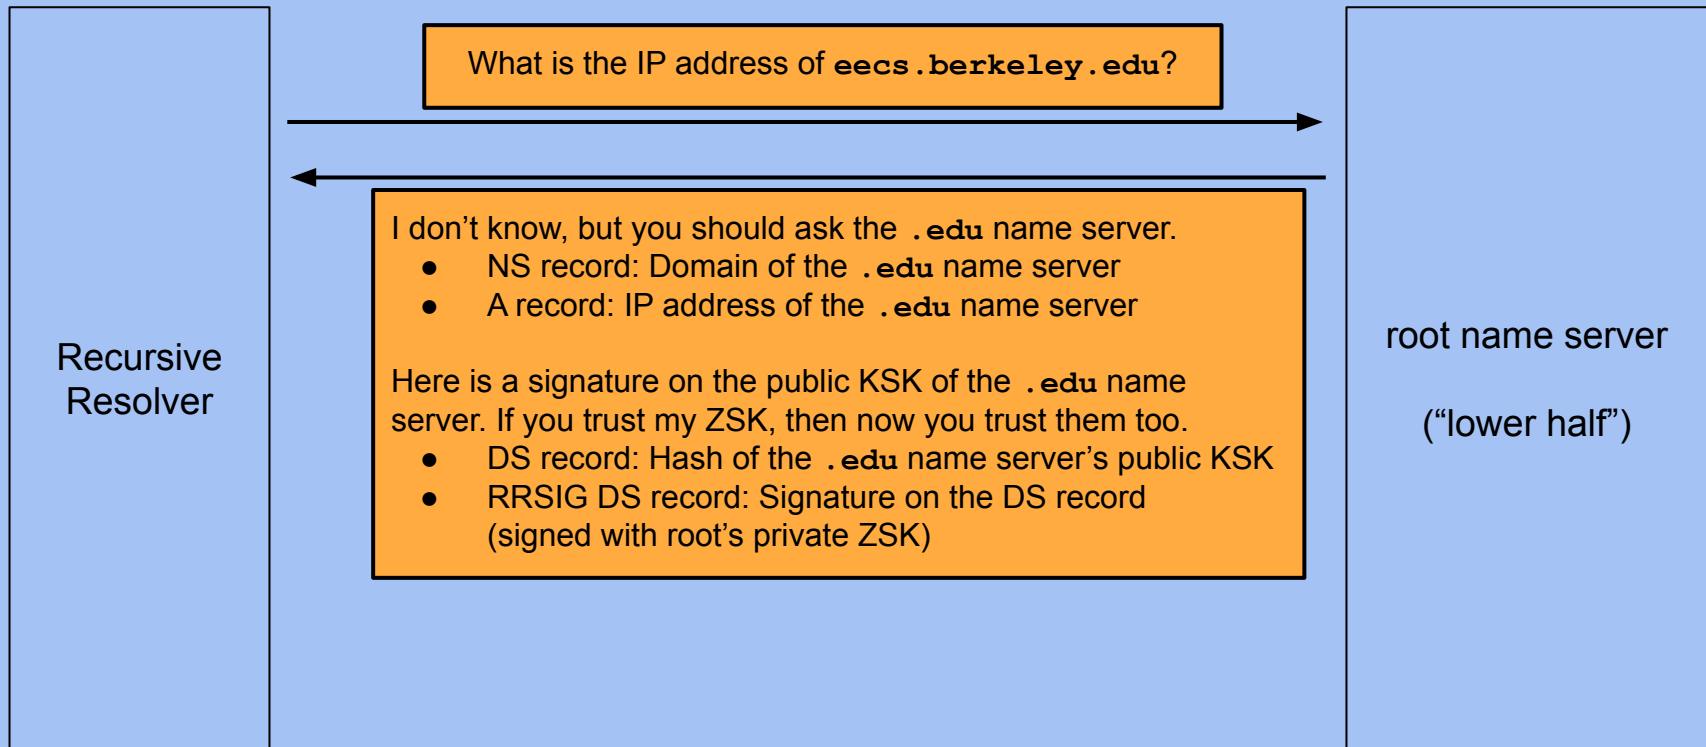 What is the IP address of eecs.berkeley.edu?
I don’t know, but you should ask the .edu name server.
● NS record: Domain of the .edu name server
● A record: IP address of the .edu name server
Here is a signature on the public KSK of the .edu name
server. If you trust my ZSK, then now you trust them too.
● DS record: Hash of the .edu name server’s public KSK
● RRSIG DS record: Signature on the DS record
(signed with root’s private ZSK)
Recursive
Resolver
root name server
(“lower half”)